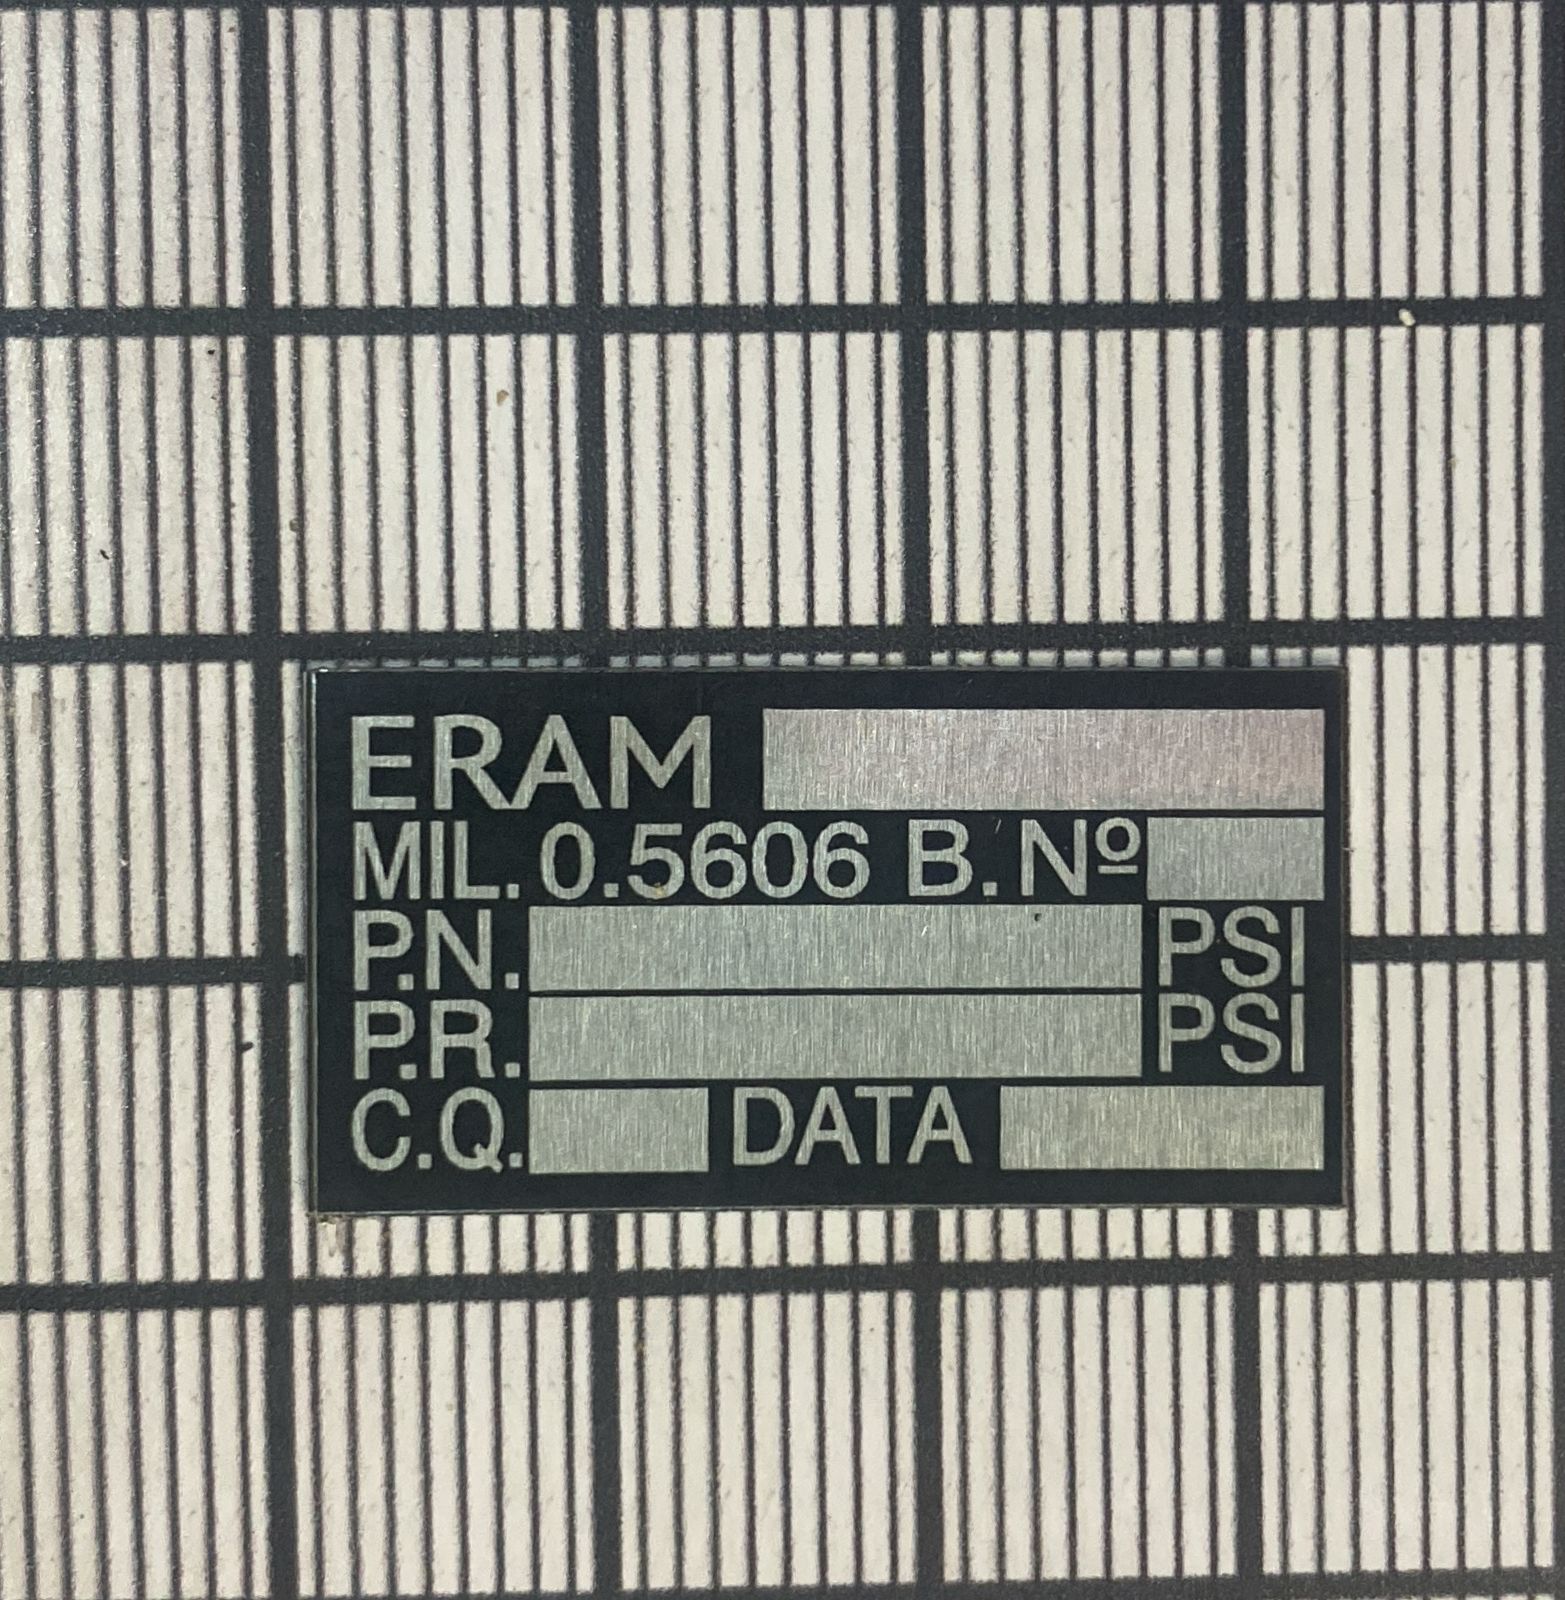 ERAM
MIL. 0.5606 B. Nº
P.N. PSI
P.R. PSI
C.Q. DATA